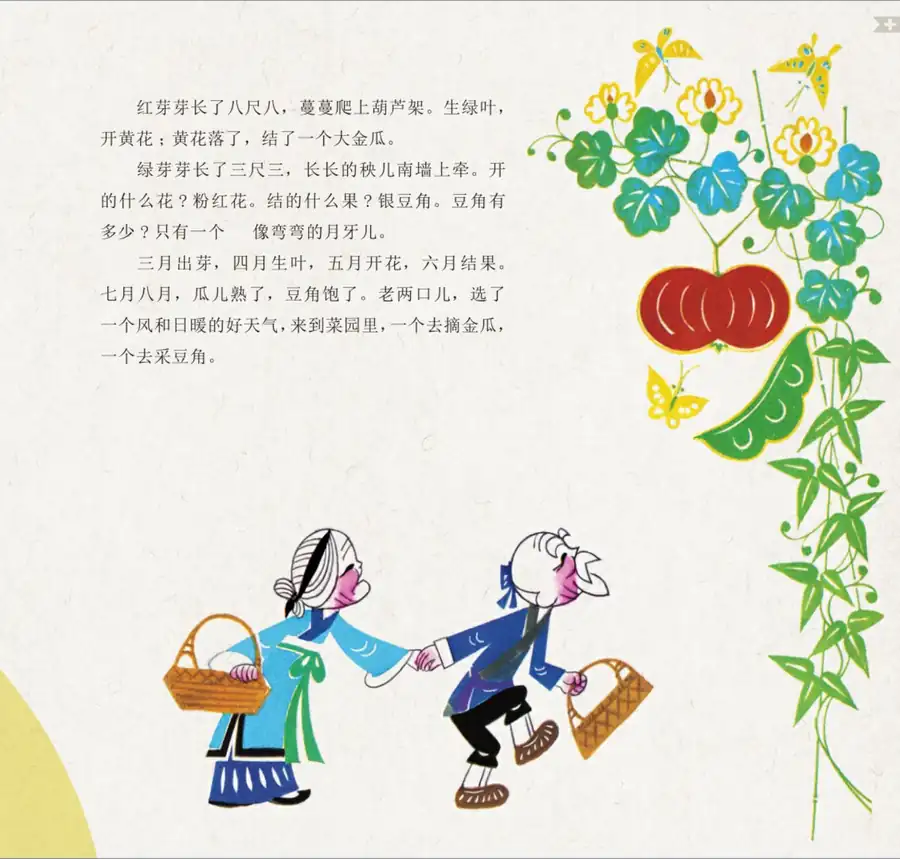 红芽芽长了八尺八，蔓蔓爬上葫芦架。生绿叶，
开黄花；黄花落了，结了一个大金瓜。
绿芽芽长了三尺三，长长的秧儿南墙上牵。开
的什么花？粉红花。结的什么果？银豆角。豆角有
多少？只有一个　像弯弯的月牙儿。
三月出芽，四月生叶，五月开花，六月结果。
七月八月，瓜儿熟了，豆角饱了。老两口儿，选了
一个风和日暖的好天气，来到菜园里，一个去摘金瓜，
一个去采豆角。